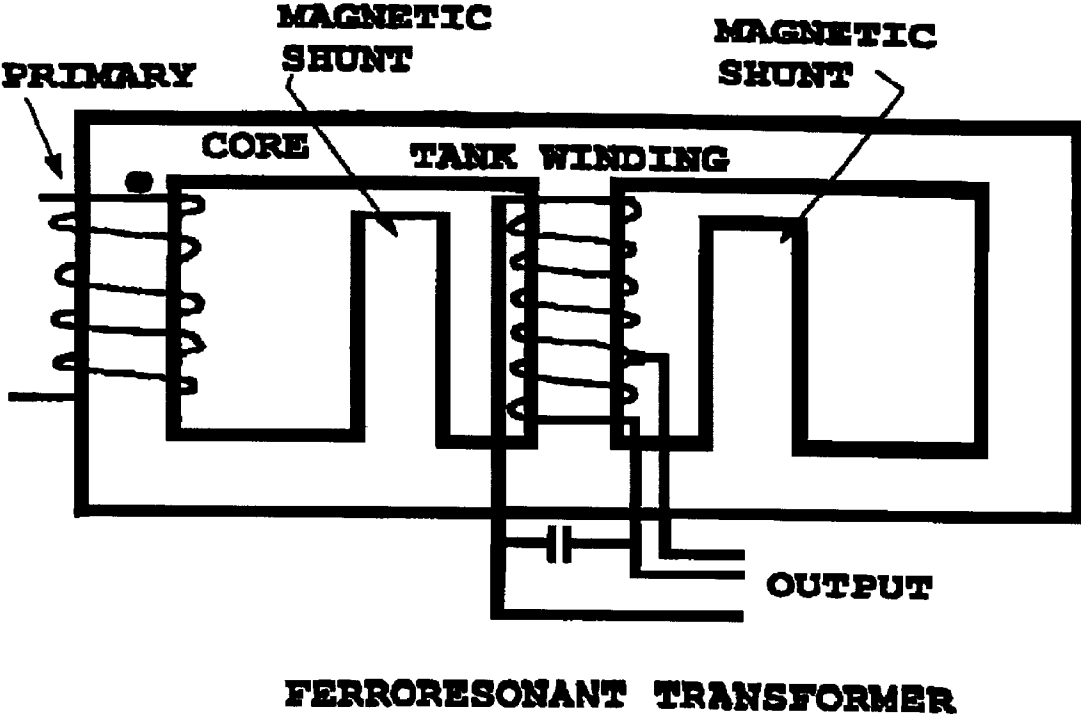 MAGNETIC
SHUNT
MAGNETIC
SHUNT
PRIMARY
CORE
TANK WINDING
OUTPUT
FERRORESONANT TRANSFORMER